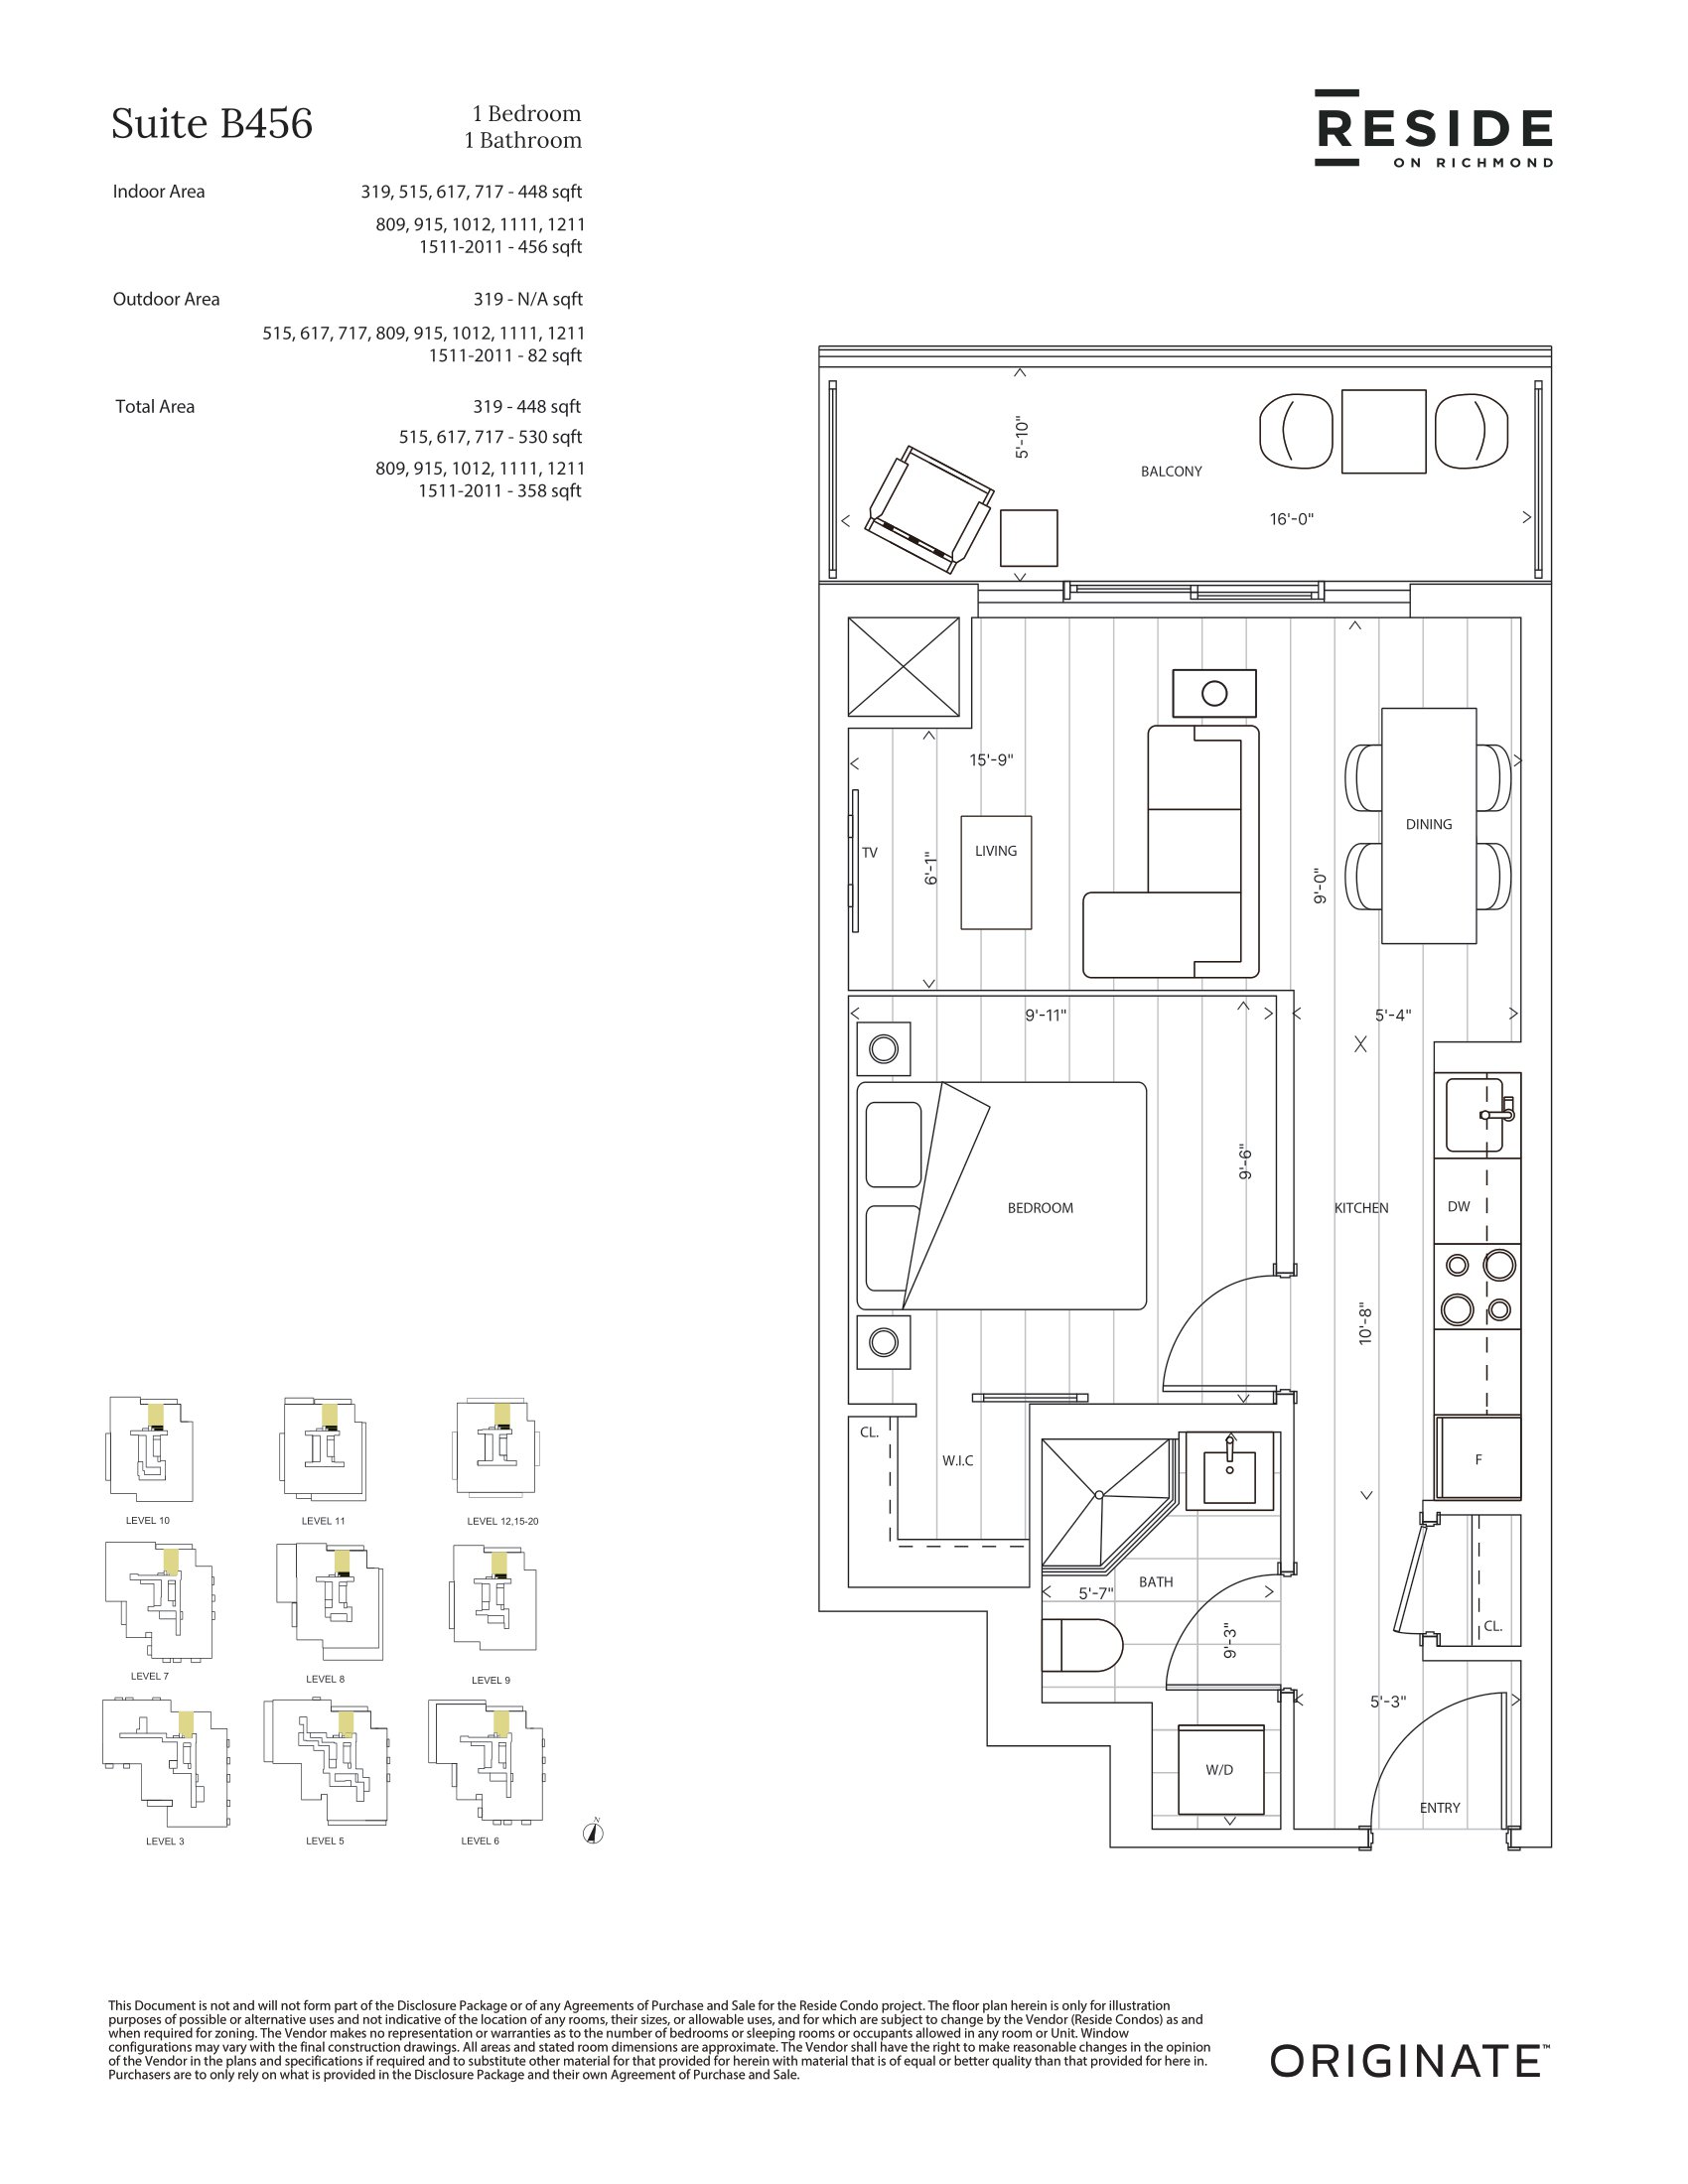 Suite B456
1 Bedroom
1 Bathroom
RESIDE
ON RICHMOND
Indoor Area
319, 515, 617, 717 - 448 sqft
809, 915, 1012, 1111, 1211
1511-2011 - 456 sqft
Outdoor Area
319 - N/A sqft
515, 617, 717, 809, 915, 1012, 1111, 1211
1511-2011 - 82 sqft
Total Area
319 - 448 sqft
515, 617, 717 - 530 sqft
809, 915, 1012, 1111, 1211
1511-2011 - 358 sqft
5'-10"
BALCONY
16'-0"
15'-9"
DINING
TV
LIVING
6'-1"
9'-0"
9'-11"
5'-4"
X
9'-6"
BEDROOM
KITCHEN
DW
10'-8"
CL.
W.I.C
F
BATH
5'-7"
CL.
9'-3"
5'-3"
W/D
ENTRY
LEVEL 10
LEVEL 11
LEVEL 12,15-20
LEVEL 7
LEVEL 8
LEVEL 9
LEVEL 3
LEVEL 5
LEVEL 6
N
This Document is not and will not form part of the Disclosure Package or of any Agreements of Purchase and Sale for the Reside Condo project. The floor plan herein is only for illustration
purposes of possible or alternative uses and not indicative of the location of any rooms, their sizes, or allowable uses, and for which are subject to change by the Vendor (Reside Condos) as and
when required for zoning. The Vendor makes no representation or warranties as to the number of bedrooms or sleeping rooms or occupants allowed in any room or Unit. Window
configurations may vary with the final construction drawings. All areas and stated room dimensions are approximate. The Vendor shall have the right to make reasonable changes in the opinion
of the Vendor in the plans and specifications if required and to substitute other material for that provided for herein with material that is of equal or better quality than that provided for here in.
Purchasers are to only rely on what is provided in the Disclosure Package and their own Agreement of Purchase and Sale.
ORIGINATE™